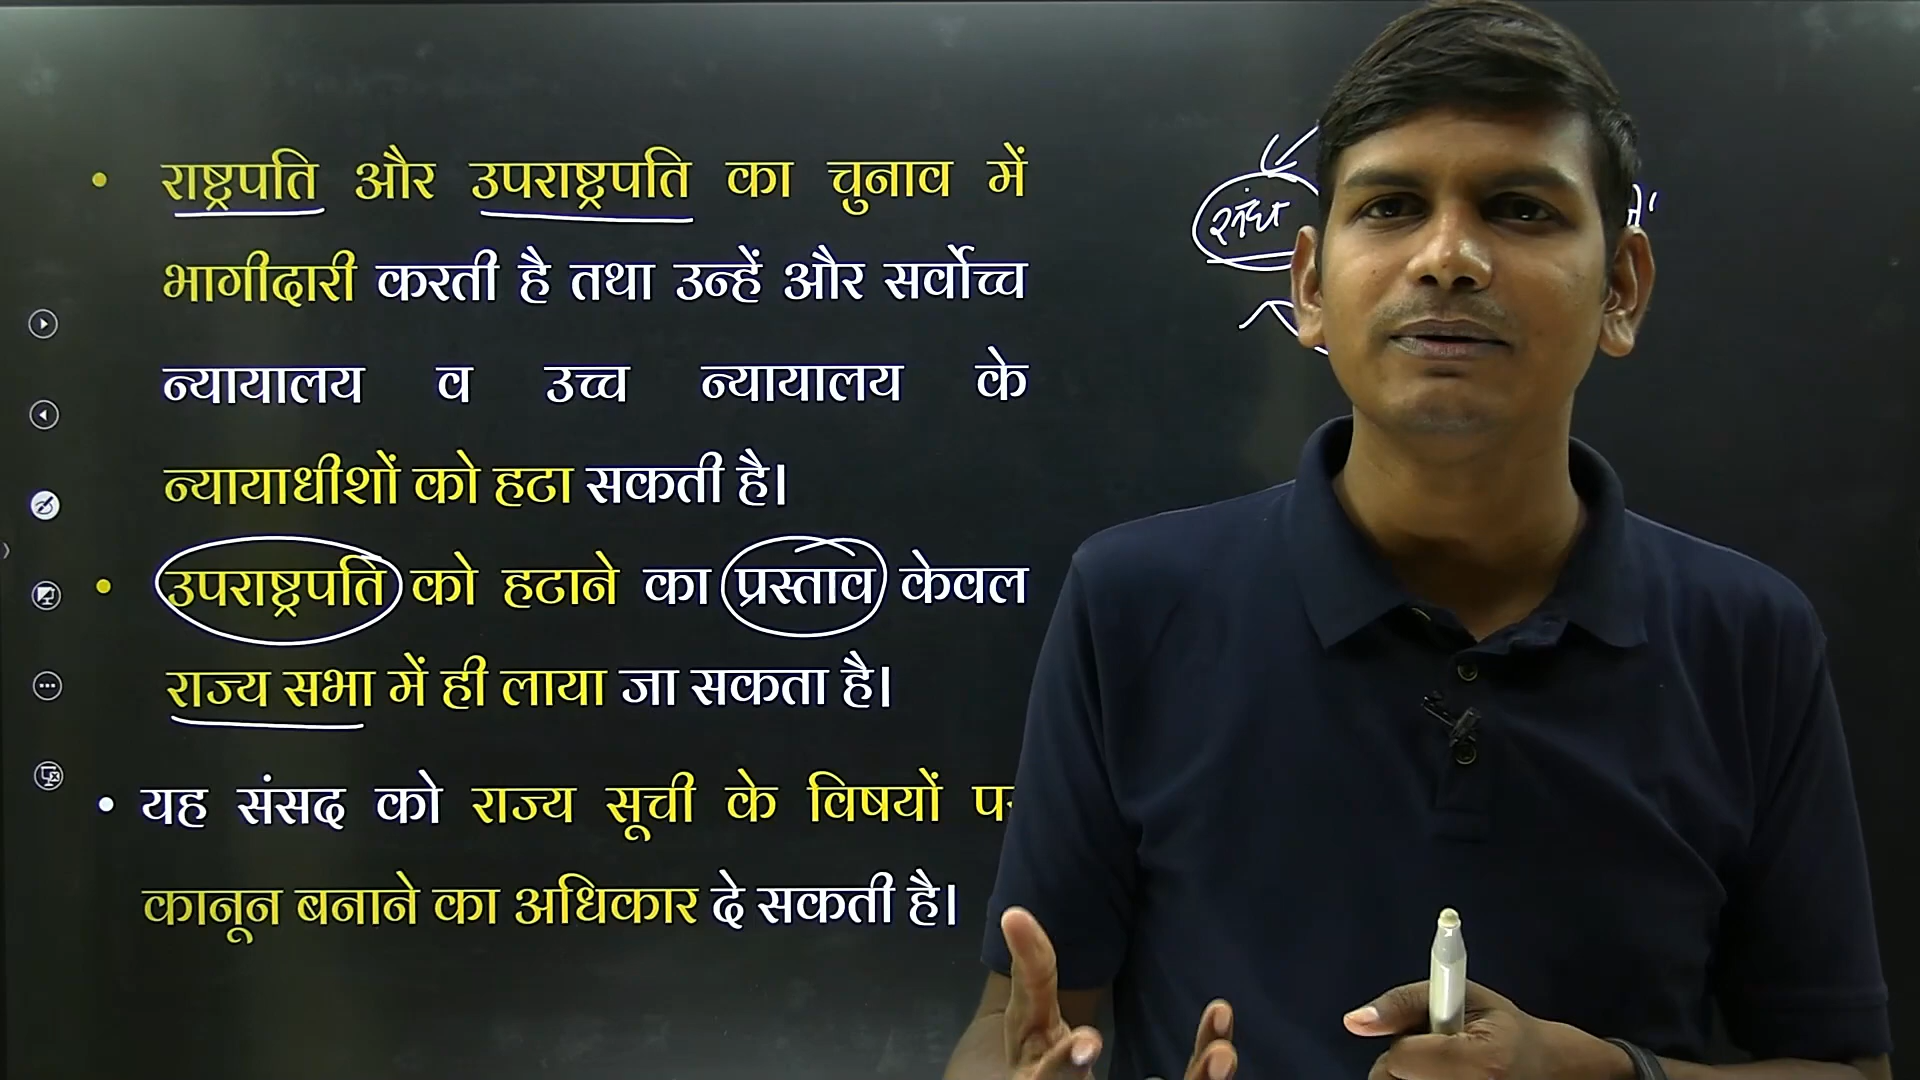 • राष्ट्रपति और उपराष्ट्रपति का चुनाव में
भागीदारी करती है तथा उन्हें और सर्वोच्च
न्यायालय व उच्च न्यायालय के
न्यायाधीशों को हटा सकती है।
• उपराष्ट्रपति को हटाने का प्रस्ताव केवल
राज्य सभा में ही लाया जा सकता है।
• यह संसद को राज्य सूची के विषयों
कानून बनाने का अधिकार दे सकती है।